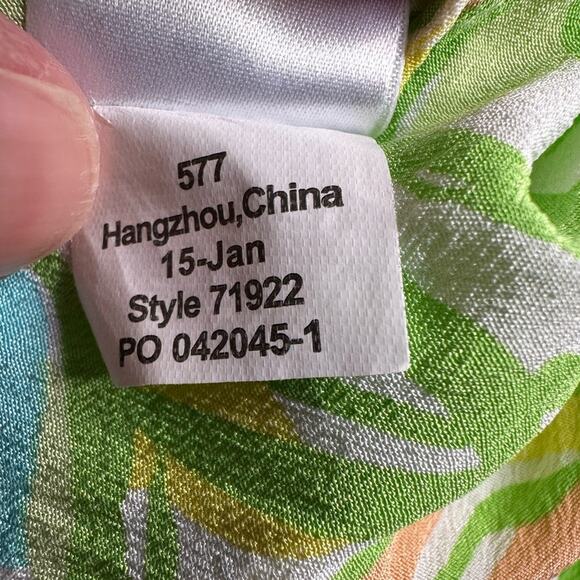 577
Hangzhou,China
15-Jan
Style 71922
PO 042045-1